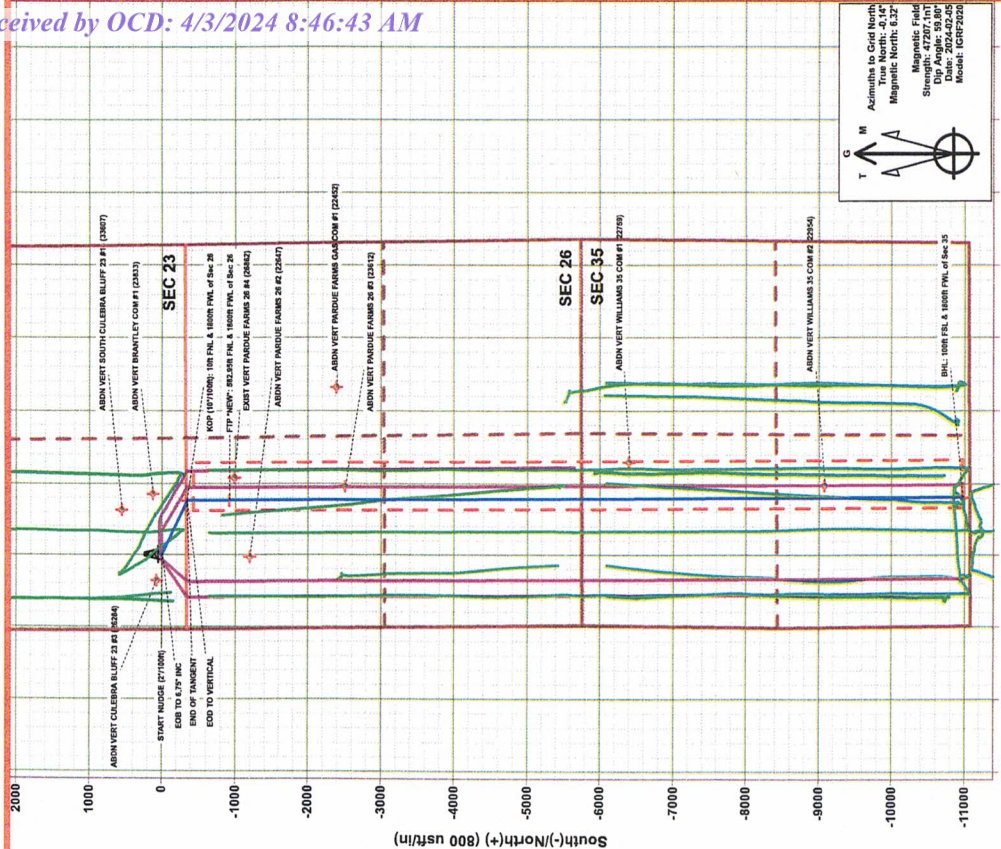 ceived by OCD: 4/3/2024 8:46:43 AM
Azimuths to Grid North
True North: -0.14°
Magnetic North: 6.32°
Magnetic Field
Strength: 47207.1nT
Dip Angle: 59.80°
Date: 2024-02-05
Model: IGRF2020
T G M
ABDN VERT SOUTH CULEBRA BLUFF 23 #1
ABDN VERT BRANTLEY COM #1 (23833)
SEC 23
KOP (10°/100ft): 10ft FNL & 1800ft FWL of Sec 26
FTP "NEW": 892.95ft FNL & 1800ft FWL of Sec 26
EXIST VERT PARDUE FARMS 26 #4 (26862)
ABDN VERT PARDUE FARMS 26 #2 (22647)
ABDN VERT PARDUE FARMS GAS COM #1 (22452)
ABDN VERT PARDUE FARMS 26 #3 (23612)
SEC 26
SEC 35
ABDN VERT WILLIAMS 35 COM #1 (22759)
ABDN VERT WILLIAMS 35 COM #2 (22954)
BHL: 100ft FSL & 1800ft FWL of Sec 35
ABDN VERT CULEBRA BLUFF 23 #3
START NUDGE (2°/100ft)
EOB TO 6.75° INC
END OF TANGENT
EOD TO VERTICAL
2000
1000
0
-1000
-2000
-3000
-4000
-5000
-6000
-7000
-8000
-9000
-10000
-11000
South(-)/North(+) (800 usft/in)